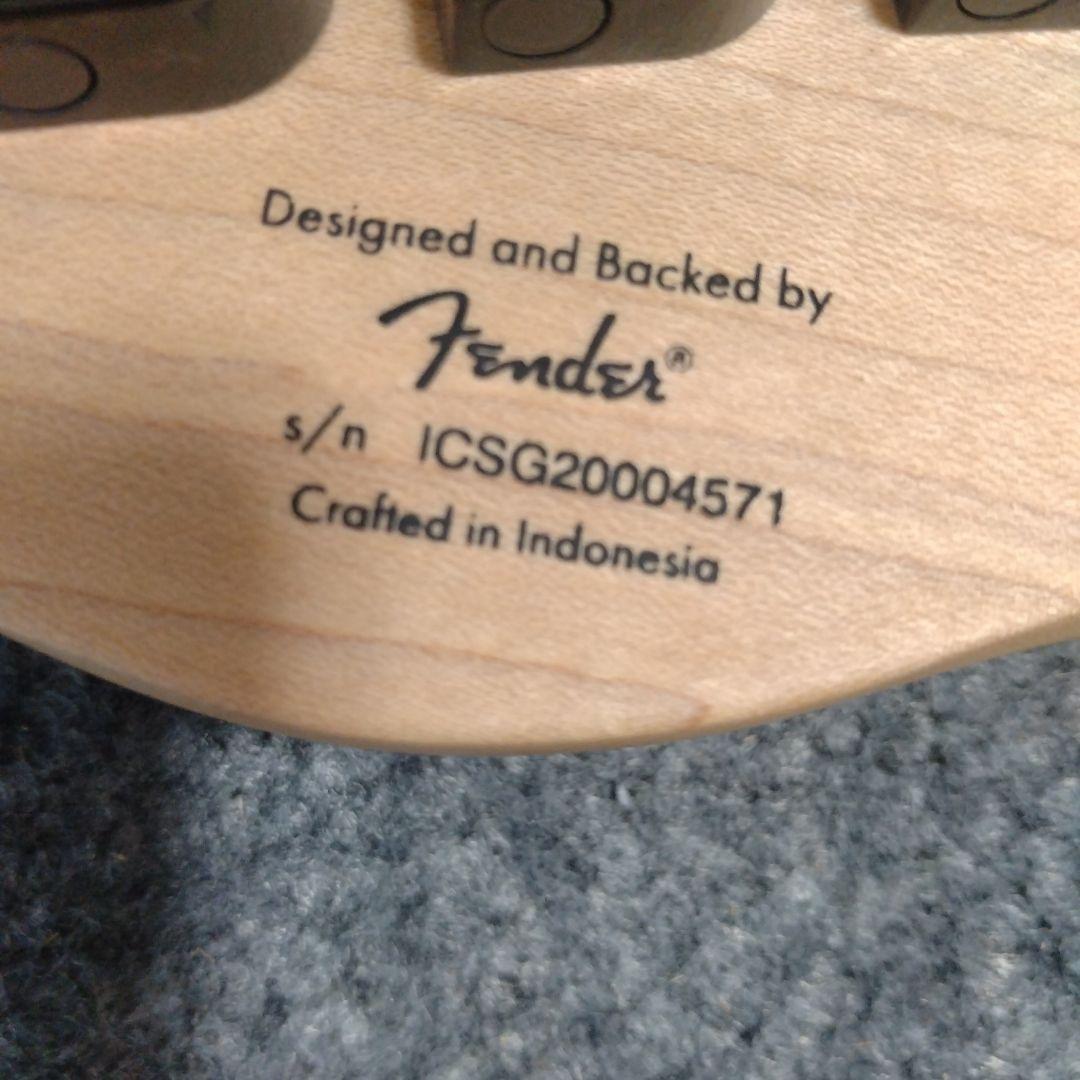 Designed and Backed by
Fender®
s/n ICSG20004571
Crafted in Indonesia